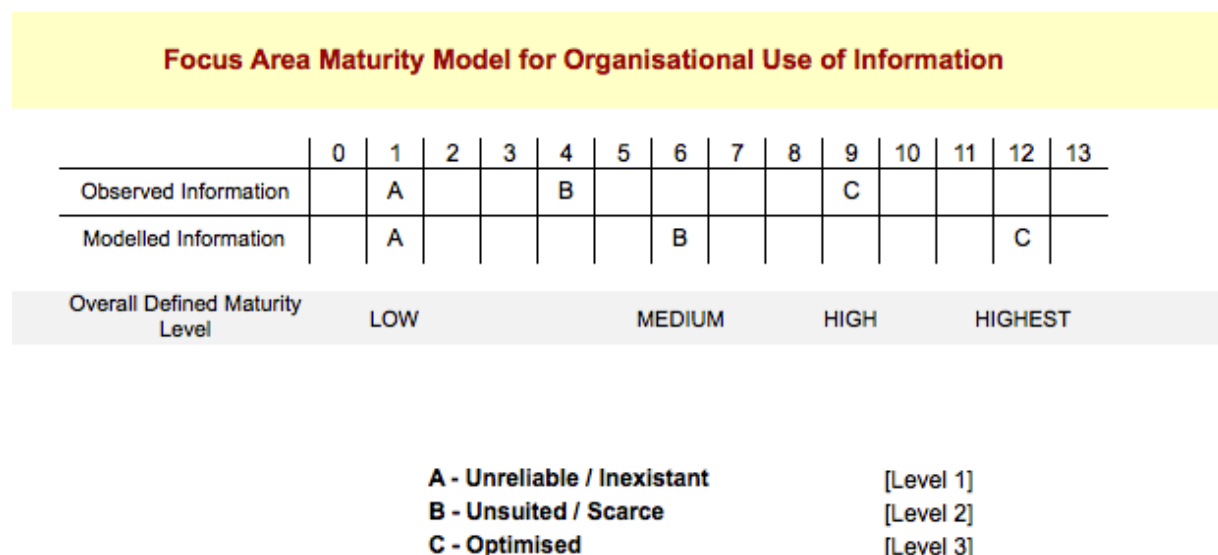 Focus Area Maturity Model for Organisational Use of Information
0 1 2 3 4 5 6 7 8 9 10 11 12 13
Observed Information A B C
Modelled Information A B C
Overall Defined Maturity
Level LOW MEDIUM HIGH HIGHEST
A - Unreliable / Inexistant [Level 1]
B - Unsuited / Scarce [Level 2]
C - Optimised [Level 3]